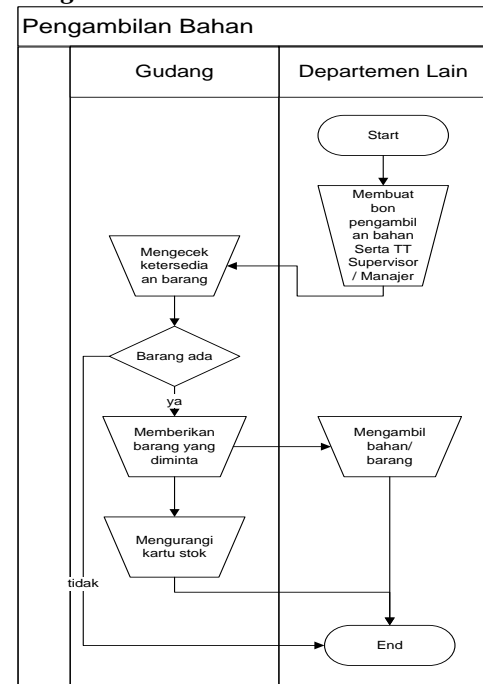 Pengambilan Bahan
Gudang
Departemen Lain
Start
Membuat
bon
pengambil
an bahan
Serta TT
Supervisor
/ Manajer
Mengecek
ketersedia
an barang
Barang ada
ya
Memberikan
barang yang
diminta
Mengambil
bahan/
barang
Mengurangi
kartu stok
tidak
End